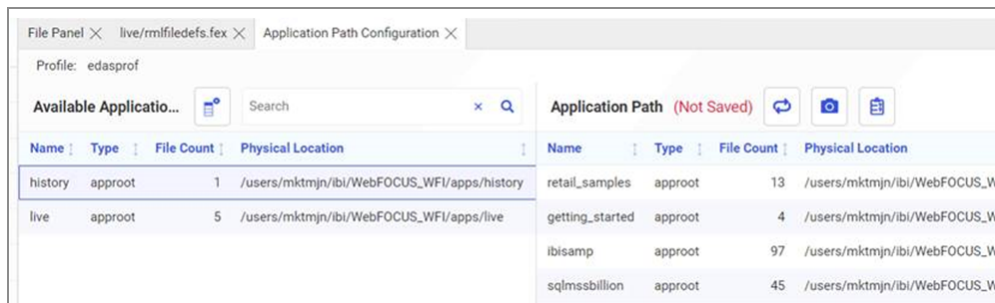 File Panel live/rmlfiledefs.fex Application Path Configuration
Profile: edasprof
Available Applicatio... Search Application Path (Not Saved)
Name Type File Count Physical Location Name Type File Count Physical Location
history approot 1 /users/mktmjn/ibi/WebFOCUS_WFI/apps/history retail_samples approot 13 /users/mktmjn/ibi/WebFOCUS_W
live approot 5 /users/mktmjn/ibi/WebFOCUS_WFI/apps/live getting_started approot 4 /users/mktmjn/ibi/WebFOCUS_W
ibisamp approot 97 /users/mktmjn/ibi/WebFOCUS_W
sqlmssbillion approot 45 /users/mktmjn/ibi/WebFOCUS_W